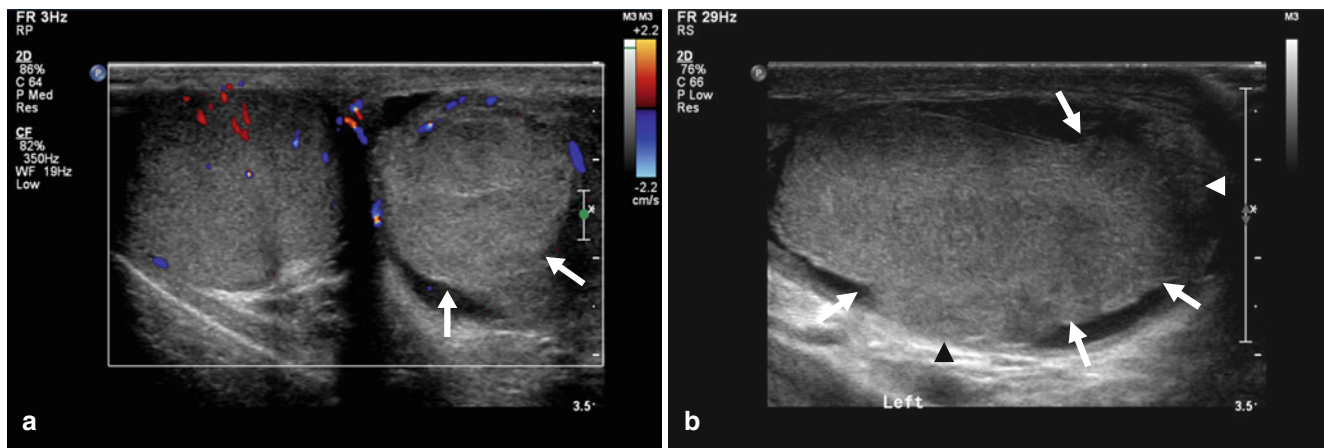 FR 3Hz
RP
2D
86%
C 64
P Med
Res
CF
82%
350Hz
WF 19Hz
Low
P
M3 M3
+2.2
-2.2
cm/s
x
3.5
a
FR 29Hz
RS
2D
76%
C 66
P Low
Res
P
M3
x
Left
3.5
b